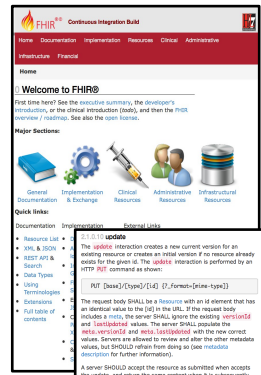 FHIR®® Continuous Integration Build
Home Documentation Implementation Resources Clinical Administrative
Infrastructure Financial
Home
0 Welcome to FHIR®
First time here? See the executive summary, the developer's
introduction, or the clinical introduction (todo), and then the FHIR
overview / roadmap. See also the open license.
Major Sections:
General
Documentation
Implementation
& Exchange
Clinical
Resources
Administrative
Resources
Infrastructural
Resources
Quick links:
Documentation Implementation External Links
Resource List
XML & JSON
REST API &
Search
Data Types
Using
Terminologies
Extensions
Full table of
contents
2.1.0.10 update
The update interaction creates a new current version for an
existing resource or creates an initial version if no resource already
exists for the given id. The update interaction is performed by an
HTTP PUT command as shown:
PUT [base]/[type]/[id] {?_format=[mime-type]}
The request body SHALL be a Resource with an id element that has
an identical value to the [id] in the URL. If the request body
includes a meta, the server SHALL ignore the existing versionId
and lastUpdated values. The server SHALL populate the
meta.versionId and meta.lastUpdated with the new correct
values. Servers are allowed to review and alter the other metadata
values, but SHOULD refrain from doing so (see metadata
description for further information).
A server SHOULD accept the resource as submitted when accepts